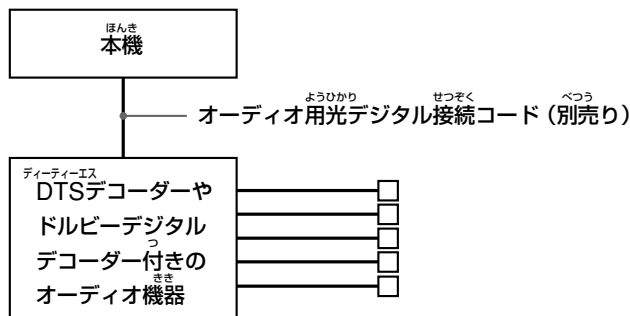 ほんき
本機
ようひかり せつぞく べつう
オーディオ用光デジタル接続コード（別売り）
ディーティーエス
DTSデコーダーや
ドルビーデジタル
つ
デコーダー付きの
きき
オーディオ機器